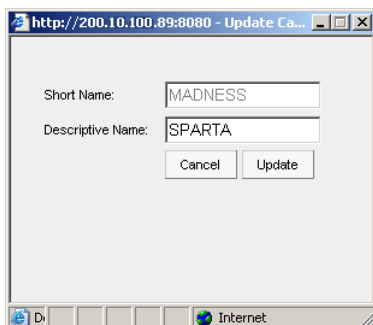 http://200.10.100.89:8080 - Update Ca...
Short Name: MADNESS
Descriptive Name: SPARTA
Cancel Update
Internet